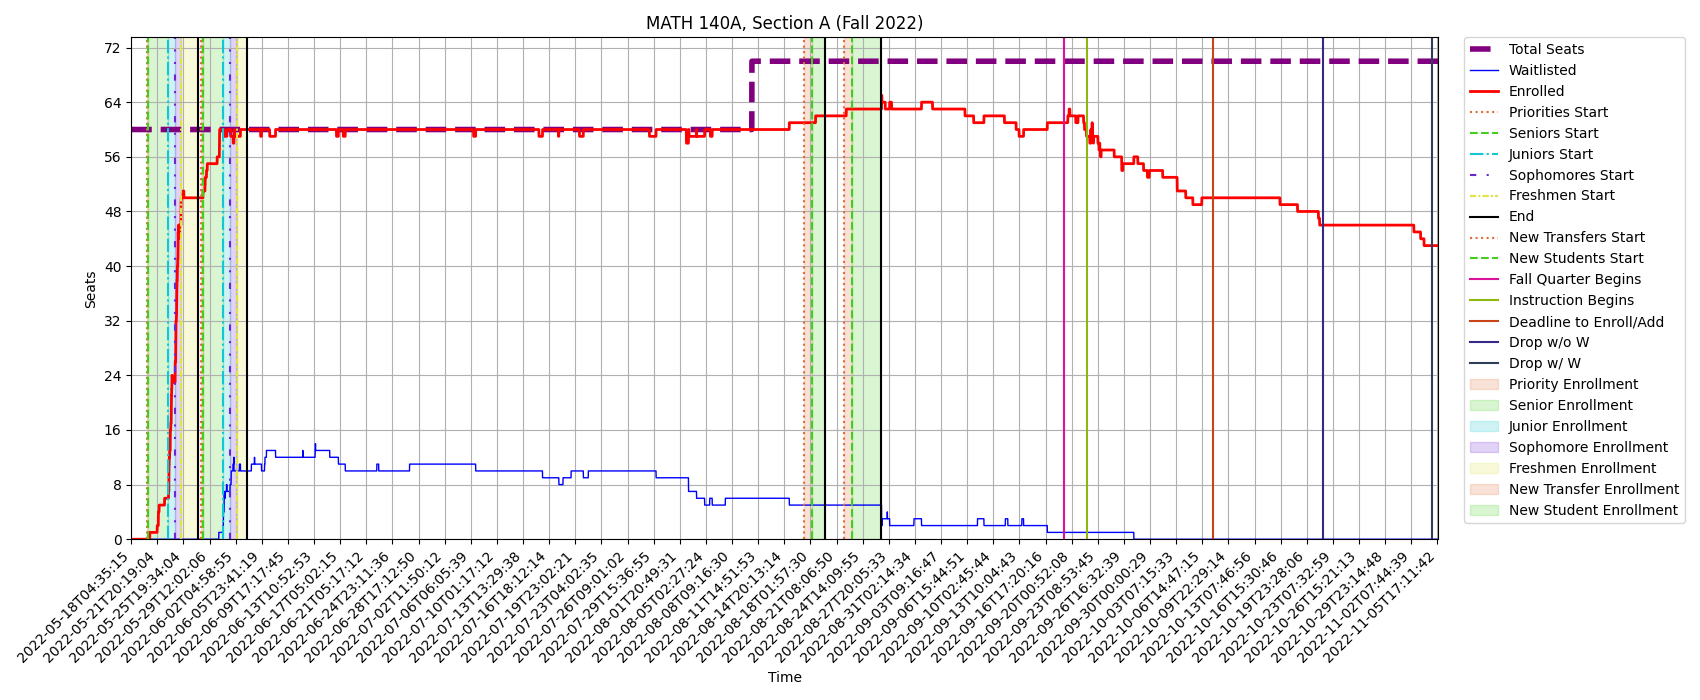 MATH 140A, Section A (Fall 2022)
Seats
72
64
56
48
40
32
24
16
8
0
2022-05-18T04:35:15
2022-05-21T20:19:04
2022-05-25T19:34:04
2022-05-29T12:02:06
2022-06-02T04:58:55
2022-06-05T23:41:19
2022-06-09T17:17:45
2022-06-13T10:52:53
2022-06-17T05:02:15
2022-06-21T05:17:12
2022-06-24T23:11:36
2022-06-28T17:12:50
2022-07-02T11:50:12
2022-07-06T06:05:39
2022-07-10T01:17:12
2022-07-13T13:29:38
2022-07-16T18:12:14
2022-07-19T23:02:21
2022-07-23T04:02:35
2022-07-26T09:01:02
2022-07-29T15:36:55
2022-08-01T20:49:31
2022-08-05T02:27:24
2022-08-08T09:16:30
2022-08-11T14:51:53
2022-08-14T20:13:14
2022-08-18T01:57:30
2022-08-21T08:06:50
2022-08-24T14:09:55
2022-08-27T20:05:33
2022-08-31T02:14:34
2022-09-03T09:16:47
2022-09-06T15:44:51
2022-09-10T02:45:44
2022-09-13T11:04:43
2022-09-16T17:20:16
2022-09-20T00:52:08
2022-09-23T08:53:45
2022-09-26T16:32:39
2022-09-30T00:00:29
2022-10-03T07:15:33
2022-10-06T14:47:15
2022-10-09T22:29:14
2022-10-13T07:46:56
2022-10-16T15:30:46
2022-10-19T23:28:06
2022-10-23T07:32:59
2022-10-26T15:21:13
2022-10-29T23:14:48
2022-11-02T07:44:39
2022-11-05T17:11:42
Time
Total Seats
Waitlisted
Enrolled
Priorities Start
Seniors Start
Juniors Start
Sophomores Start
Freshmen Start
End
New Transfers Start
New Students Start
Fall Quarter Begins
Instruction Begins
Deadline to Enroll/Add
Drop w/o W
Drop w/ W
Priority Enrollment
Senior Enrollment
Junior Enrollment
Sophomore Enrollment
Freshmen Enrollment
New Transfer Enrollment
New Student Enrollment